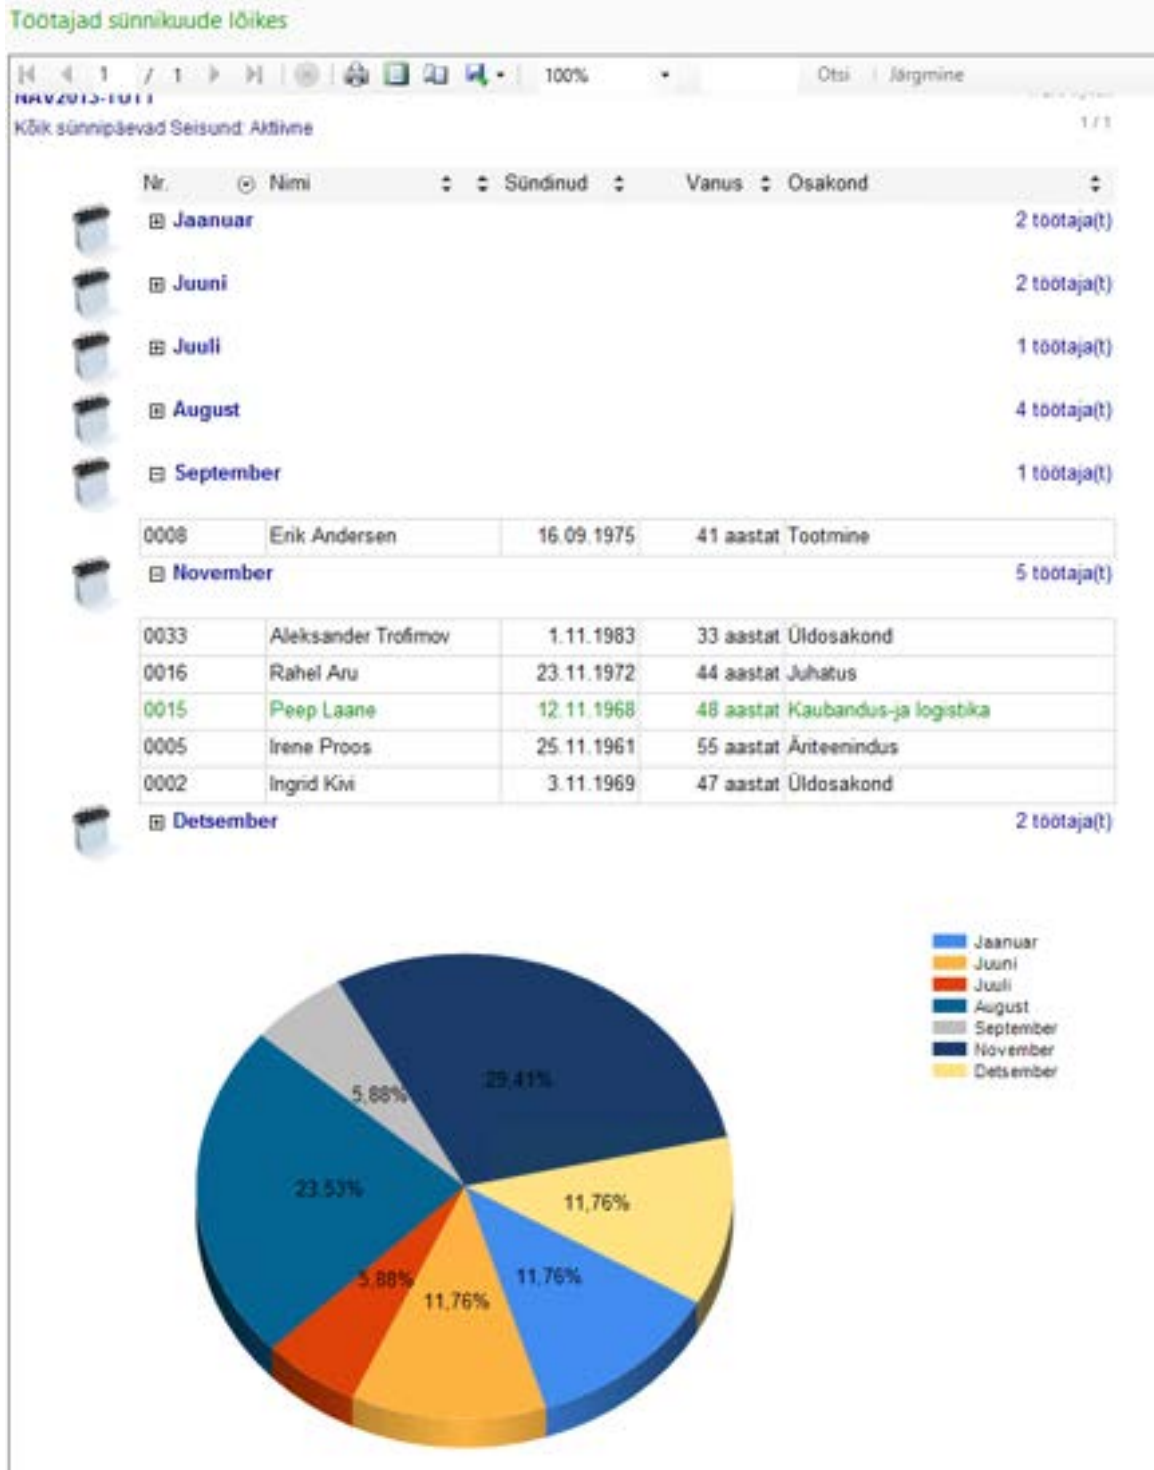 Töötajad sünnikuude lõikes
1 / 1 100% Otsi Järgmine
Kõik sünnipäevad Seisund: Aktiivne 1 / 1
Nr. Nimi Sündinud Vanus Osakond
Jaanuar 2 töötaja(t)
Juuni 2 töötaja(t)
Juuli 1 töötaja(t)
August 4 töötaja(t)
September 1 töötaja(t)
0008 Erik Andersen 16.09.1975 41 aastat Tootmine
November 5 töötaja(t)
0033 Aleksander Trofimov 1.11.1983 33 aastat Üldosakond
0016 Rahel Aru 23.11.1972 44 aastat Juhatus
0015 Peep Laane 12.11.1968 48 aastat Kaubandus-ja logistika
0005 Irene Proos 25.11.1961 55 aastat Äriteenindus
0002 Ingrid Kivi 3.11.1969 47 aastat Üldosakond
Detsember 2 töötaja(t)
Jaanuar
Juuni
Juuli
August
September
November
Detsember
29,41%
5,88%
23,53%
11,76%
5,88%
11,76%
11,76%